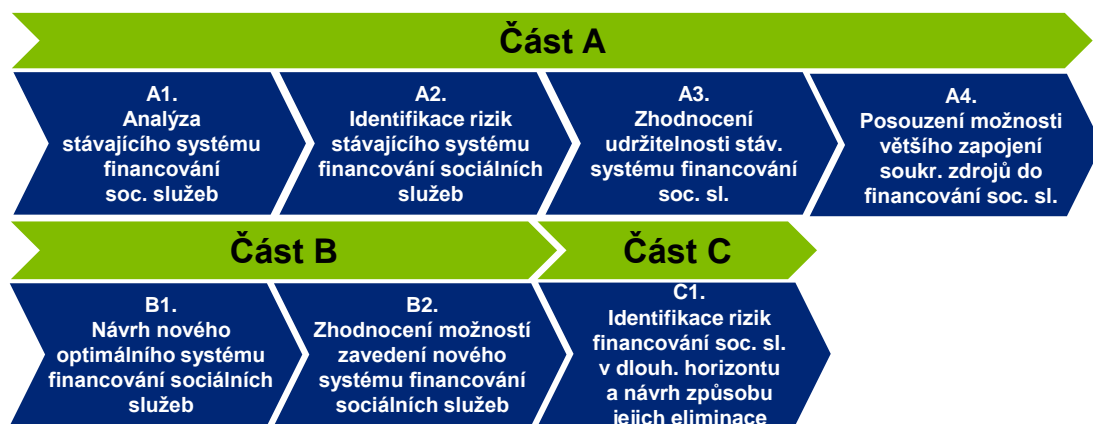 Část A
A1.
Analýza
stávajícího systému
financování
soc. služeb
A2.
Identifikace rizik
stávajícího systému
financování sociálních
služeb
A3.
Zhodnocení
udržitelnosti stáv.
systému financování
soc. sl.
A4.
Posouzení možnosti
většího zapojení
soukr. zdrojů do
financování soc. sl.
Část B
Část C
B1.
Návrh nového
optimálního systému
financování sociálních
služeb
B2.
Zhodnocení možností
zavedení nového
systému financování
sociálních služeb
C1.
Identifikace rizik
financování soc. sl.
v dlouh. horizontu
a návrh způsobu
jejich eliminace